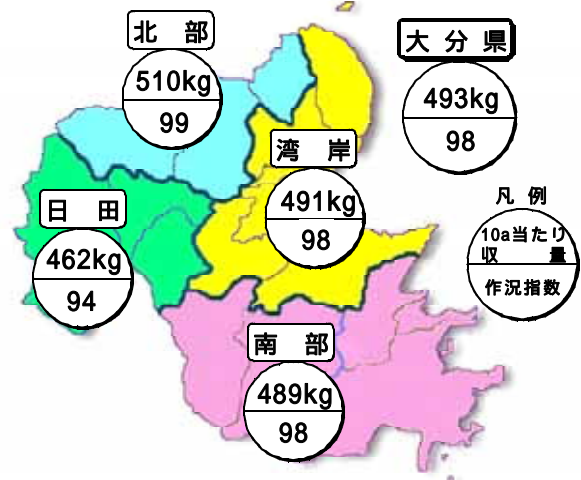 北部
510kg
99
大分県
493kg
98
湾岸
491kg
98
日田
462kg
94
南部
489kg
98
凡例
10a当たり
収量
作況指数